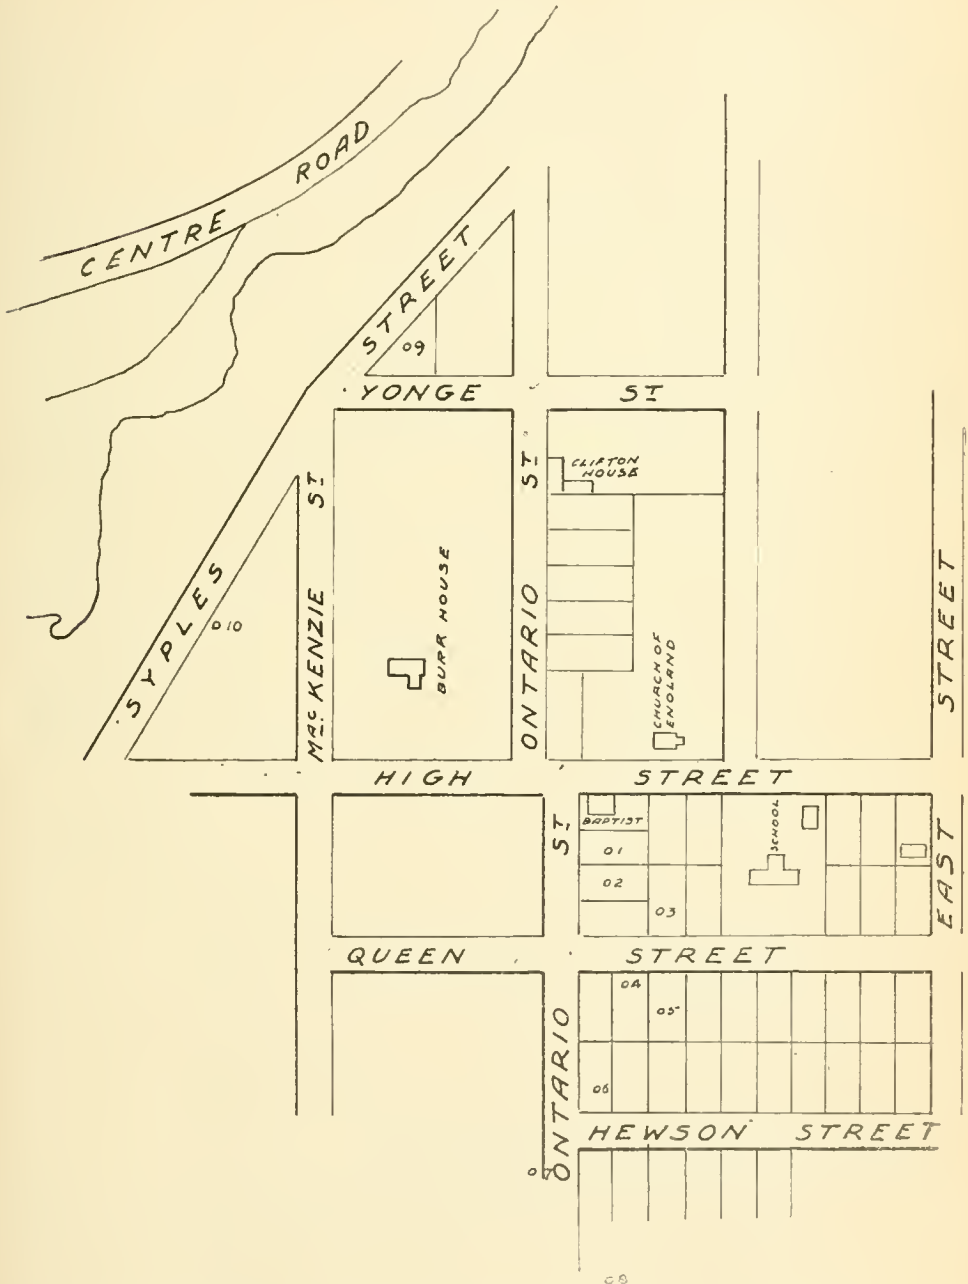 CENTRE ROAD
STREET
09
YONGE ST
CLIFTON
HOUSE
ST
ST
BURR HOUSE
SYPLES
010
MAC KENZIE
ONTARIO
CHURCH OF
ENGLAND
STREET
HIGH STREET
BAPTIST
SCHOOL
ST.
01
02
03
EAST
QUEEN STREET
04
05
06
ONTARIO
HEWSON STREET
07
08